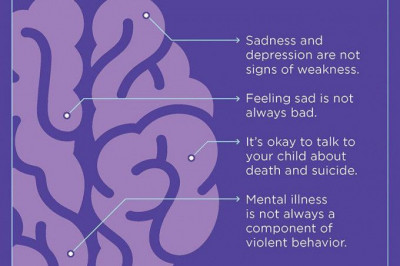 Sadness and
depression are not
signs of weakness.
Feeling sad is not
always bad.
It's okay to talk to
your child about
death and suicide.
Mental illness
is not always a
component of
violent behavior.